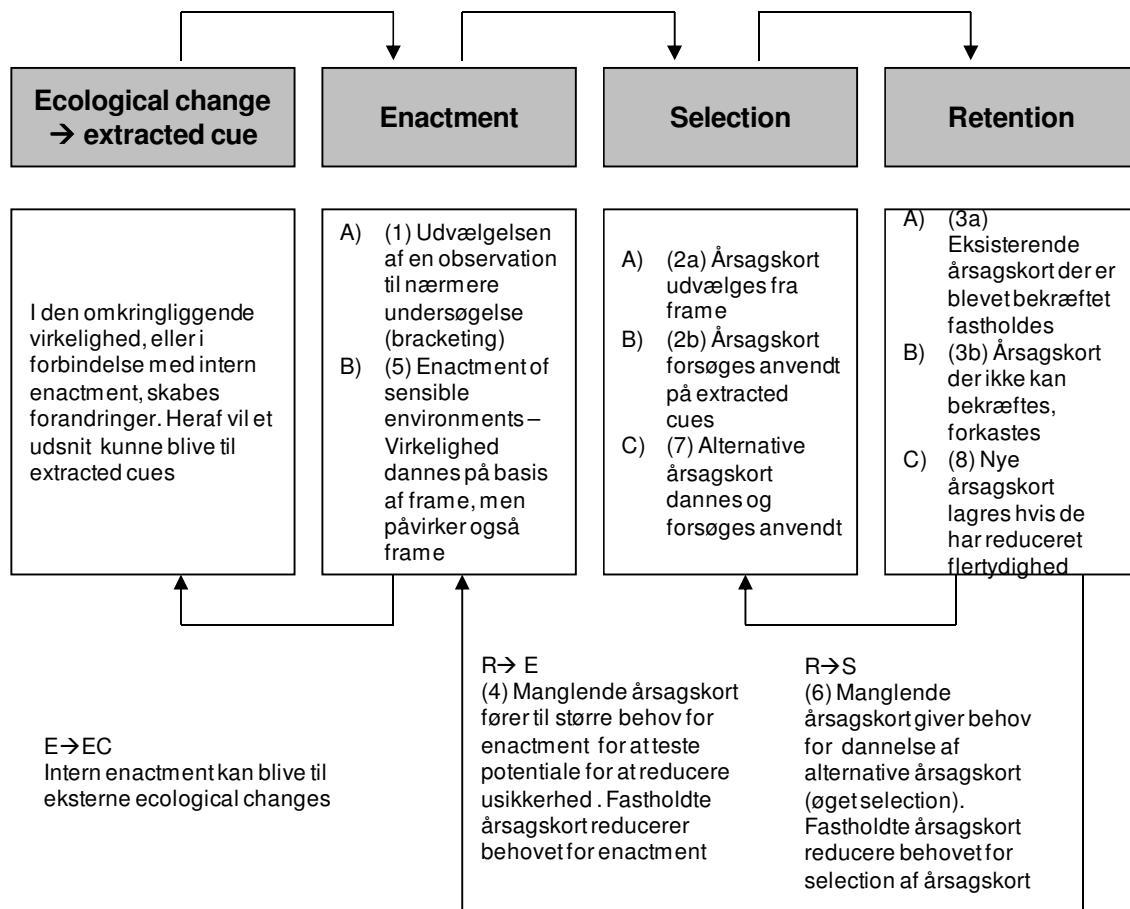 Ecological change
→ extracted cue
Enactment
Selection
Retention
I den omkringliggende
virkelighed, eller i
forbindelse med intern
enactment, skabes
forandringer. Heraf vil et
udsnit kunne blive til
extracted cues
A) (1) Udvælgelsen
af en observation
til nærmere
undersøgelse
(bracketing)
B) (5) Enactment of
sensible
environments –
Virkelighed
dannes på basis
af frame, men
påvirker også
frame
A) (2a) Årsagskort
udvælges fra
frame
B) (2b) Årsagskort
forsøges anvendt
på extracted
cues
C) (7) Alternative
årsagskort
dannes og
forsøges anvendt
A) (3a)
Eksisterende
årsagskort der er
blevet bekræftet
fastholdes
B) (3b) Årsagskort
der ikke kan
bekræftes,
forkastes
C) (8) Nye
årsagskort
lagres hvis de
har reduceret
flertydighed
E→EC
Intern enactment kan blive til
eksterne ecological changes
R→ E
(4) Manglende årsagskort
fører til større behov for
enactment for at teste
potentiale for at reducere
usikkerhed . Fastholdte
årsagskort reducerer
behovet for enactment
R→S
(6) Manglende
årsagskort giver behov
for dannelse af
alternative årsagskort
(øget selection).
Fastholdte årsagskort
reducere behovet for
selection af årsagskort